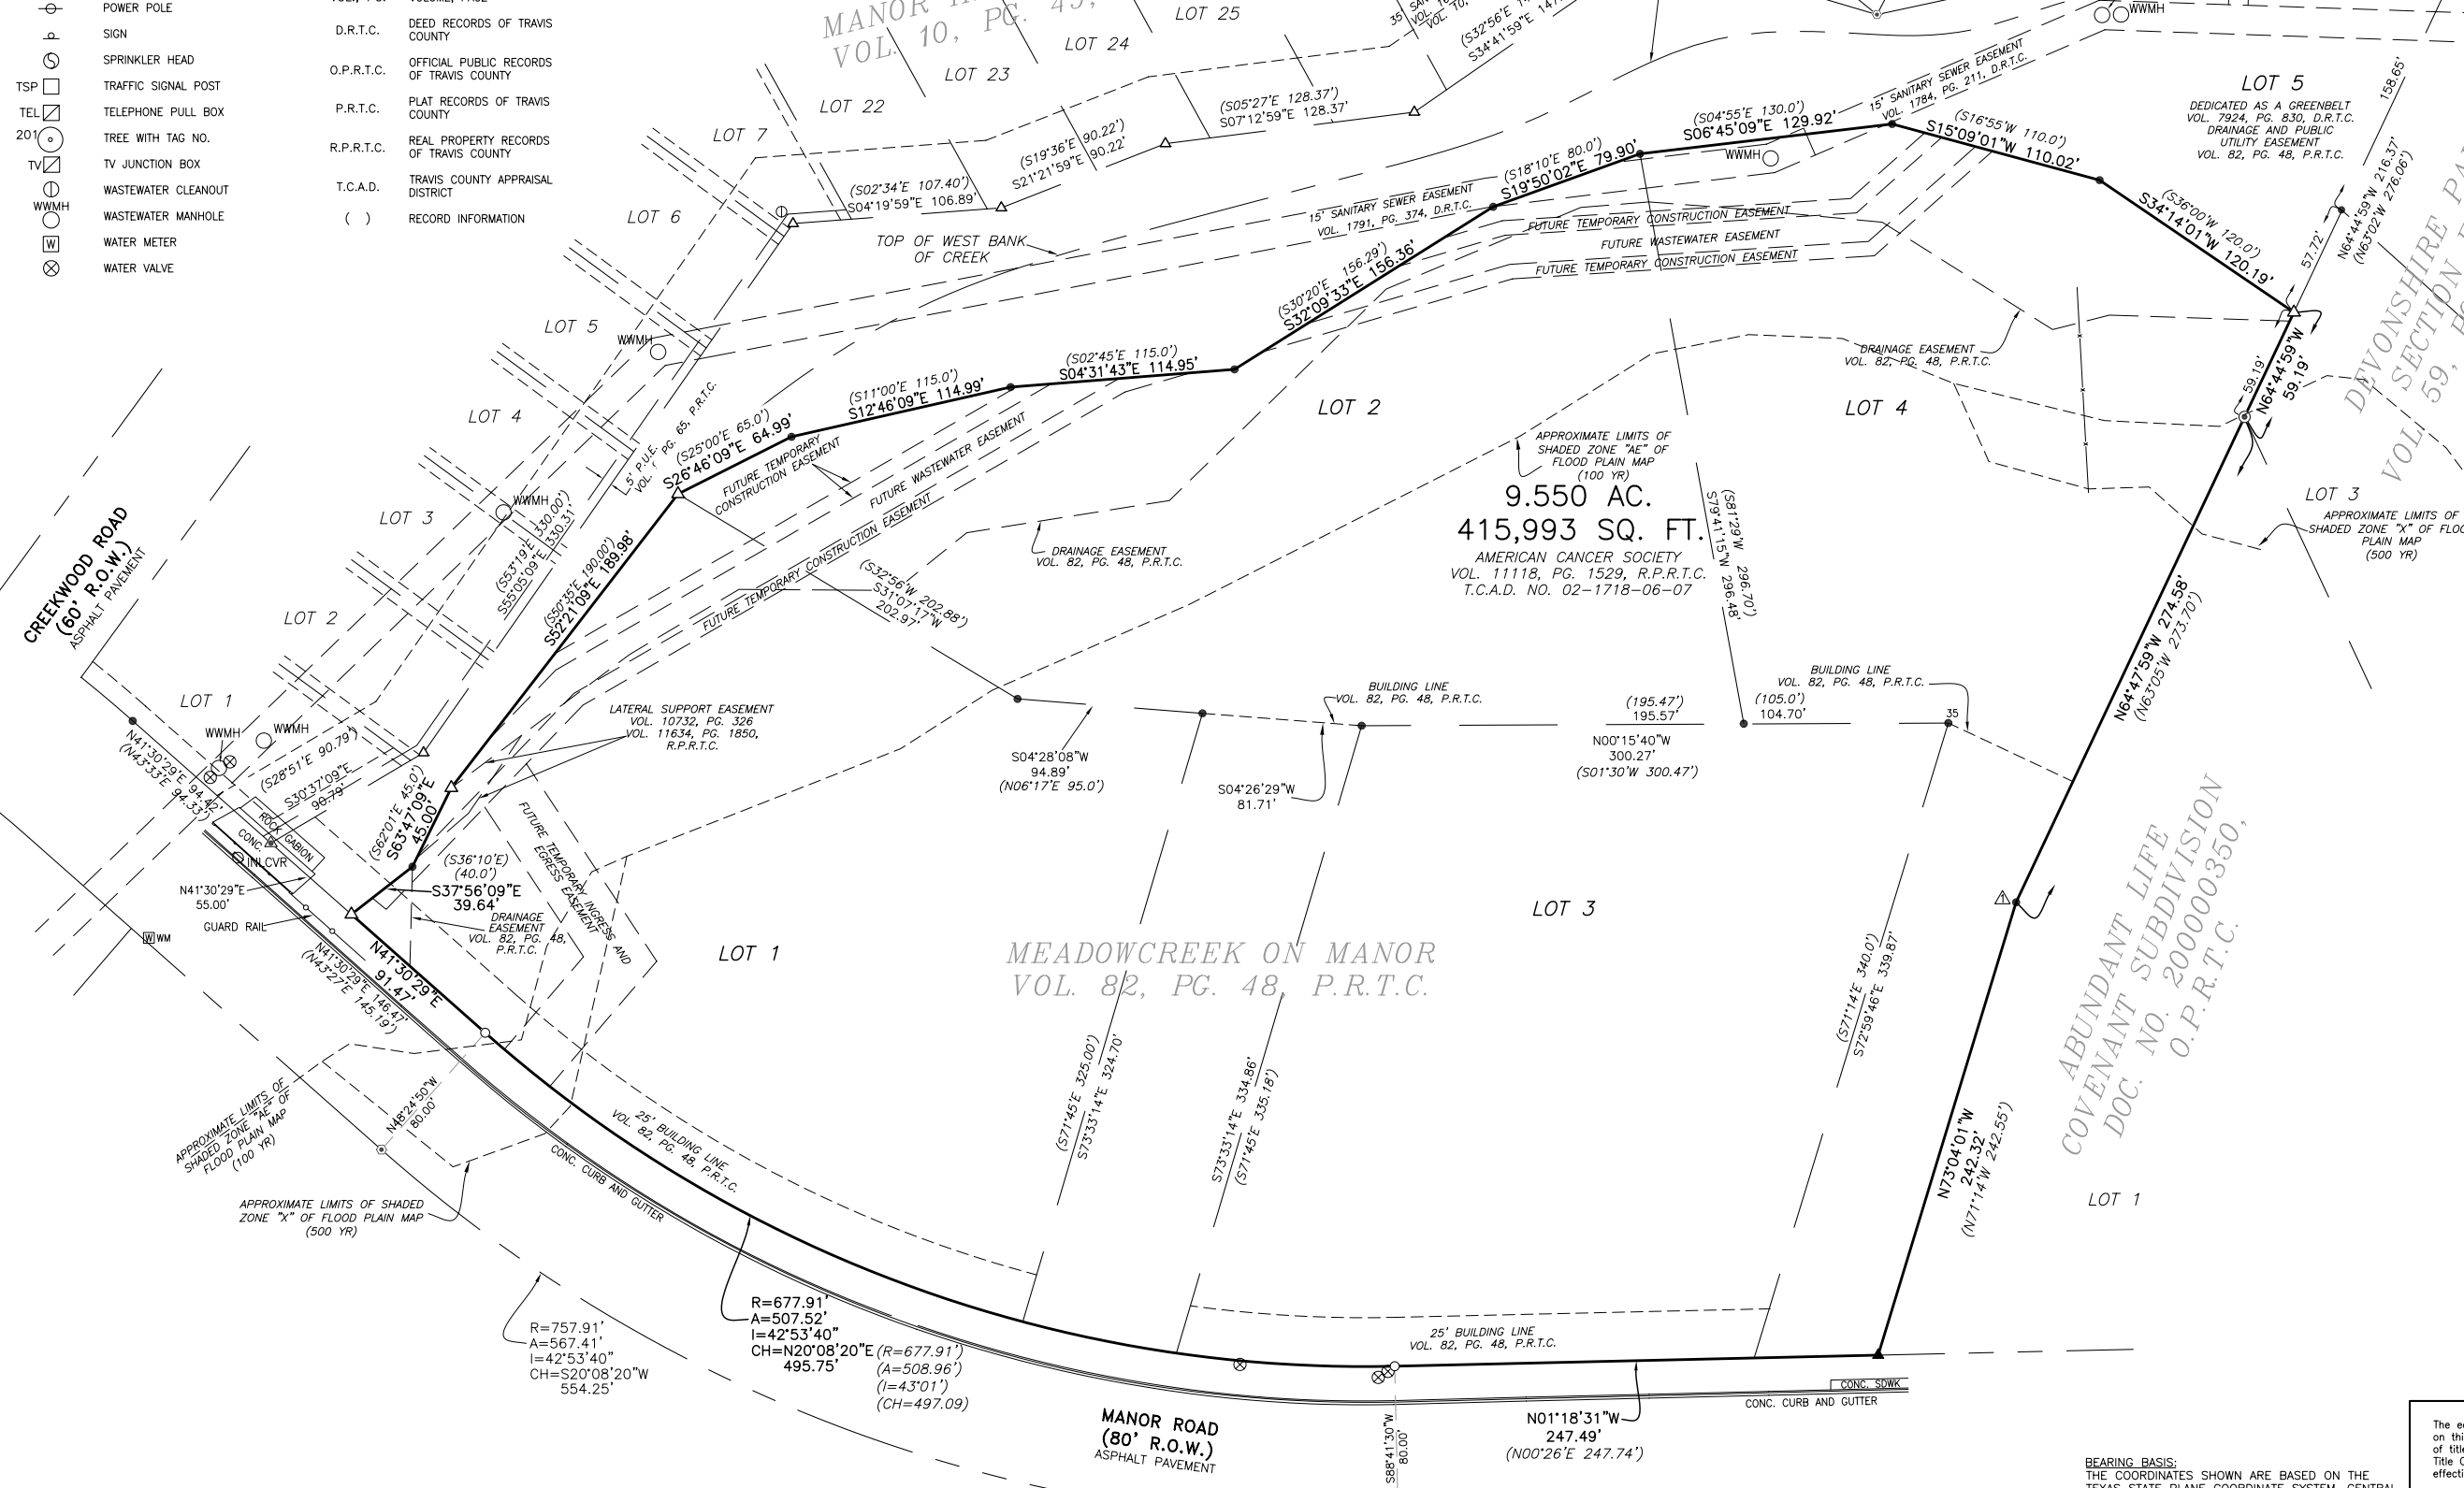 POWER POLE
SIGN
SPRINKLER HEAD
TSP TRAFFIC SIGNAL POST
TEL TELEPHONE PULL BOX
201 TREE WITH TAG NO.
TV TV JUNCTION BOX
WASTEWATER CLEANOUT
WWMH
WASTEWATER MANHOLE
W WATER METER
WATER VALVE
D.R.T.C. DEED RECORDS OF TRAVIS
COUNTY
O.P.R.T.C. OFFICIAL PUBLIC RECORDS
OF TRAVIS COUNTY
P.R.T.C. PLAT RECORDS OF TRAVIS
COUNTY
R.P.R.T.C. REAL PROPERTY RECORDS
OF TRAVIS COUNTY
T.C.A.D. TRAVIS COUNTY APPRAISAL
DISTRICT
( ) RECORD INFORMATION
LOT 25
LOT 24
LOT 23
LOT 22
LOT 7
LOT 6
LOT 5
LOT 4
LOT 3
LOT 2
LOT 1
(S02°34'E 107.40')
S04°19'59"E 106.89'
(S19°36'E 90.22')
S21°21'59"E 90.22'
(S05°27'E 128.37')
S07°12'59"E 128.37'
TOP OF WEST BANK
OF CREEK
15' SANITARY SEWER EASEMENT
VOL. 1791, PG. 374, D.R.T.C.
(S18°10'E 80.0')
S19°50'02"E 79.90'
(S04°55'E 130.0')
S06°45'09"E 129.92'
WWMH
15' SANITARY SEWER EASEMENT
VOL. 1784, PG. 211, D.R.T.C.
(S16°55'W 110.0')
S15°09'01"W 110.02'
(S36°00'W 120.0')
S34°14'01"W 120.19'
WWMH
LOT 5
DEDICATED AS A GREENBELT
VOL. 7924, PG. 830, D.R.T.C.
DRAINAGE AND PUBLIC
UTILITY EASEMENT
VOL. 82, PG. 48, P.R.T.C.
158.65'
57.72'
N64°44'59"W 216.37'
(N63°02'W 276.06')
FUTURE TEMPORARY CONSTRUCTION EASEMENT
FUTURE WASTEWATER EASEMENT
FUTURE TEMPORARY CONSTRUCTION EASEMENT
(S30°20'E 156.29')
S32°09'33"E 156.36'
(S02°45'E 115.0')
S04°31'43"E 114.95'
(S11°00'E 115.0')
S12°46'09"E 114.99'
(S25°00'E 65.0')
S26°46'09"E 64.99'
5' P.U.E.
PG. 65, P.R.T.C.
WWMH
WWMH
FUTURE TEMPORARY
CONSTRUCTION EASEMENT
FUTURE WASTEWATER EASEMENT
FUTURE TEMPORARY CONSTRUCTION EASEMENT
(S53°19'E 330.00')
S55°05'09"E 330.31'
(S50°35'E 190.00')
S52°21'09"E 189.98'
(S32°56'W 202.88')
S31°07'17"W
202.97'
DRAINAGE EASEMENT
VOL. 82, PG. 48, P.R.T.C.
LOT 2
APPROXIMATE LIMITS OF
SHADED ZONE "AE" OF
FLOOD PLAIN MAP
(100 YR)
9.550 AC.
415,993 SQ. FT.
AMERICAN CANCER SOCIETY
VOL. 11118, PG. 1529, R.P.R.T.C.
T.C.A.D. NO. 02-1718-06-07
(S81°29'W 296.70')
S79°41'15"W 296.48'
DRAINAGE EASEMENT
VOL. 82, PG. 48, P.R.T.C.
LOT 4
59.19'
N64°44'59"W
59.19'
LOT 3
APPROXIMATE LIMITS OF
SHADED ZONE "X" OF
PLAIN MAP
(500 YR)
N64°47'59"W 274.58'
(N63°05'W 273.70')
CREEKWOOD ROAD
(60' R.O.W.)
ASPHALT PAVEMENT
WWMH
WWMH
N41°30'29"E 94.42'
(N43°33'E 94.33')
(S28°51'E 90.79')
S30°37'09"E
90.79'
ROCK GABION
CONC.
INLCVR
N41°30'29"E
55.00'
GUARD RAIL
W WM
(S62°01'E 45.0')
S63°47'09"E
45.00'
(S36°10'E)
(40.0')
S37°56'09"E
39.64'
DRAINAGE
EASEMENT
VOL. 82, PG. 48,
P.R.T.C.
LATERAL SUPPORT EASEMENT
VOL. 10732, PG. 326
VOL. 11634, PG. 1850,
R.P.R.T.C.
FUTURE TEMPORARY INGRESS AND
EGRESS EASEMENT
N41°30'29"E
91.47'
N41°30'29"E 146.47'
(N43°27'E 145.19')
S04°28'08"W
94.89'
(N06°17'E 95.0')
BUILDING LINE
VOL. 82, PG. 48, P.R.T.C.
S04°26'29"W
81.71'
(195.47')
195.57'
(105.0')
104.70'
N00°15'40"W
300.27'
(S01°30'W 300.47')
BUILDING LINE
VOL. 82, PG. 48, P.R.T.C.
35
LOT 1
LOT 3
MEADOWCREEK ON MANOR
VOL. 82, PG. 48, P.R.T.C.
(S71°45'E 325.00')
S73°33'14"E 324.70'
S73°33'14"E 334.86'
(S71°45'E 335.18')
(S71°14'E 340.0')
S72°59'46"E 339.87'
1
N73°04'01"W
242.32'
(N71°14'W 242.55')
ABUNDANT LIFE
COVENANT SUBDIVISION
DOC. NO. 200000350,
O.P.R.T.C.
LOT 1
N48°24'50"W
80.00'
APPROXIMATE LIMITS OF
SHADED ZONE "AE" OF
FLOOD PLAIN MAP
(100 YR)
APPROXIMATE LIMITS OF SHADED
ZONE "X" OF FLOOD PLAIN MAP
(500 YR)
25' BUILDING LINE
VOL. 82, PG. 48, P.R.T.C.
CONC. CURB AND GUTTER
R=757.91'
A=567.41'
I=42°53'40"
CH=S20°08'20"W
554.25'
R=677.91'
A=507.52'
I=42°53'40"
CH=N20°08'20"E
495.75'
(R=677.91')
(A=508.96')
(I=43°01')
(CH=497.09)
25' BUILDING LINE
VOL. 82, PG. 48, P.R.T.C.
MANOR ROAD
(80' R.O.W.)
ASPHALT PAVEMENT
S88°41'30"W
80.00'
N01°18'31"W
247.49'
(N00°26'E 247.74')
CONC. SDWK
CONC. CURB AND GUTTER
BEARING BASIS:
THE COORDINATES SHOWN ARE BASED ON THE